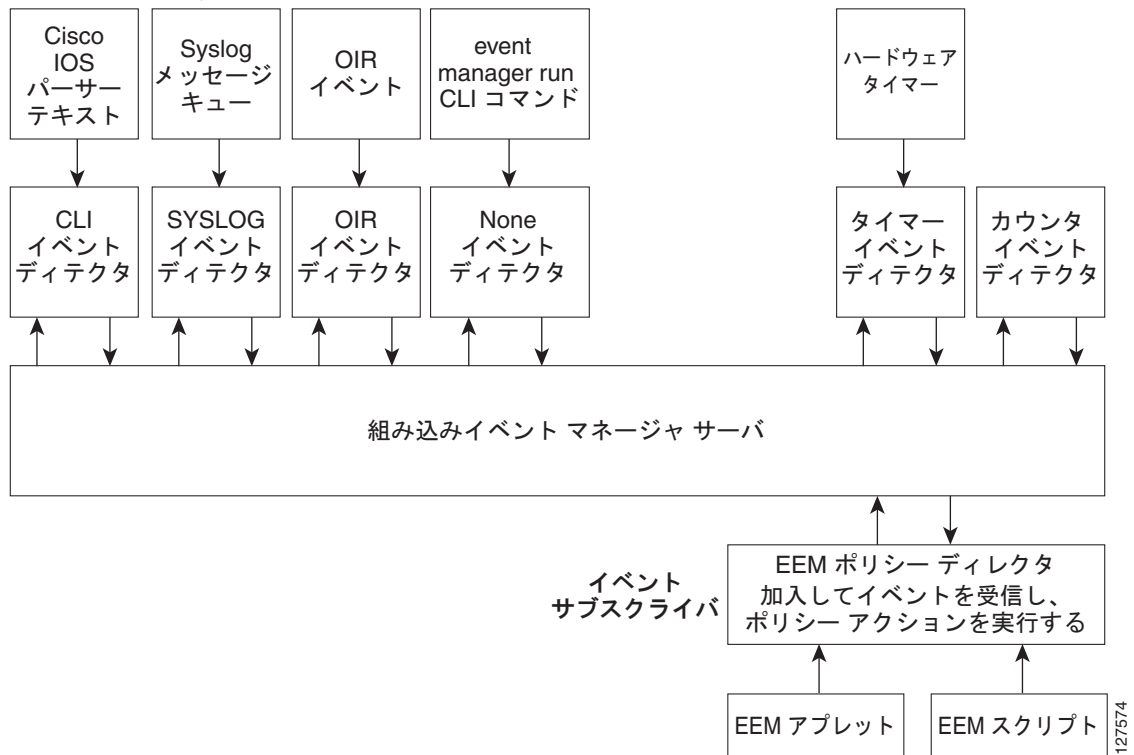 Cisco
IOS
パーサー
テキスト
Syslog
メッセージ
キュー
OIR
イベント
event
manager run
CLI コマンド
ハードウェア
タイマー
CLI
イベント
ディテクタ
SYSLOG
イベント
ディテクタ
OIR
イベント
ディテクタ
None
イベント
ディテクタ
タイマー
イベント
ディテクタ
カウンタ
イベント
ディテクタ
組み込みイベント マネージャ サーバ
イベント
サブスクライバ
EEM ポリシー ディレクタ
加入してイベントを受信し、
ポリシー アクションを実行する
EEM アプレット
EEM スクリプト
127574